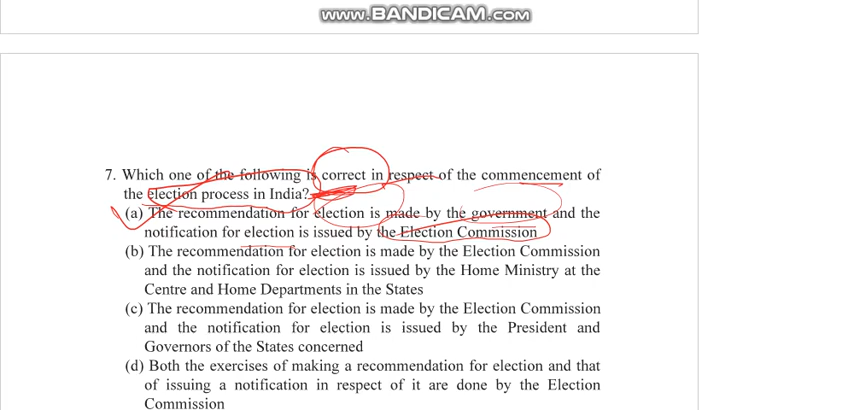 www.BANDICAM.com
7. Which one of the following is correct in respect of the commencement of
the election process in India?
(a) The recommendation for election is made by the government and the
notification for election is issued by the Election Commission
(b) The recommendation for election is made by the Election Commission
and the notification for election is issued by the Home Ministry at the
Centre and Home Departments in the States
(c) The recommendation for election is made by the Election Commission
and the notification for election is issued by the President and
Governors of the States concerned
(d) Both the exercises of making a recommendation for election and that
of issuing a notification in respect of it are done by the Election
Commission